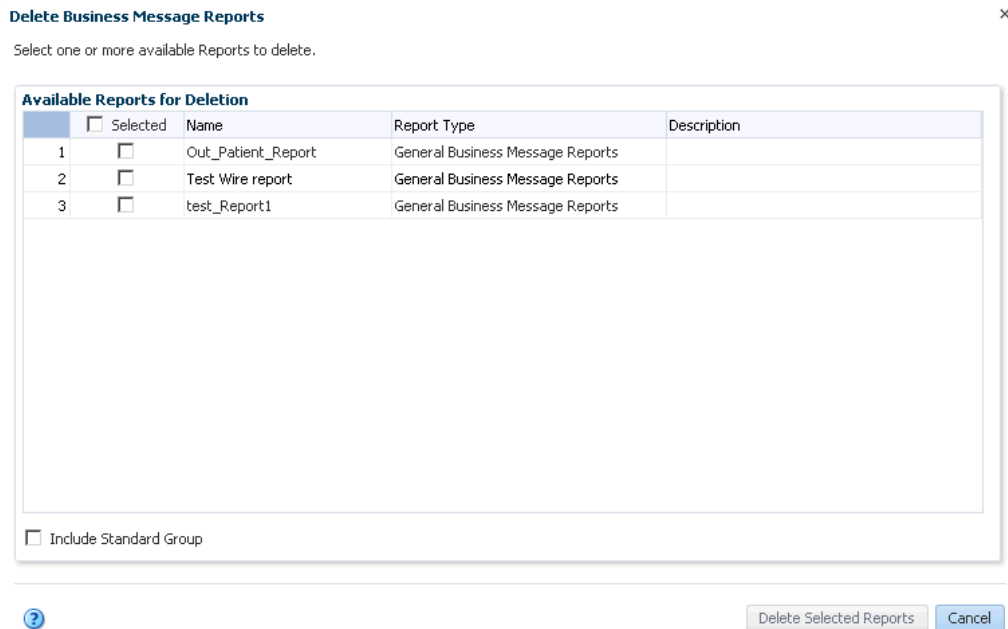 Delete Business Message Reports ×
Select one or more available Reports to delete.
Available Reports for Deletion
Selected Name Report Type Description
1 Out_Patient_Report General Business Message Reports
2 Test Wire report General Business Message Reports
3 test_Report1 General Business Message Reports
Include Standard Group
? Delete Selected Reports Cancel